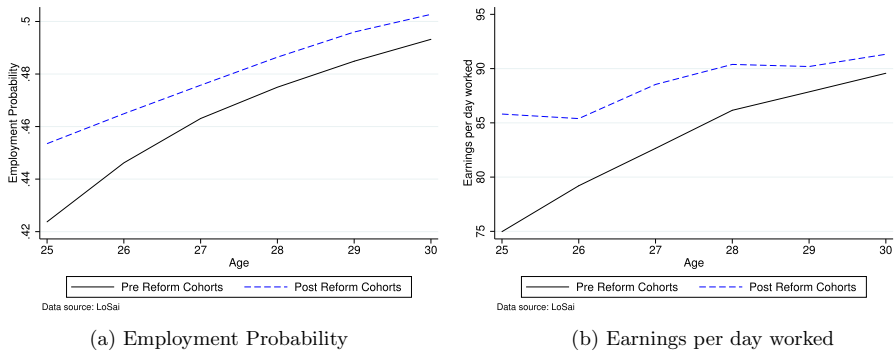 Employment Probability
.42 .44 .46 .48 .5
25 26 27 28 29 30
Age
Pre Reform Cohorts Post Reform Cohorts
Data source: LoSai
(a) Employment Probability
Earnings per day worked
75 80 85 90 95
25 26 27 28 29 30
Age
Pre Reform Cohorts Post Reform Cohorts
Data source: LoSai
(b) Earnings per day worked